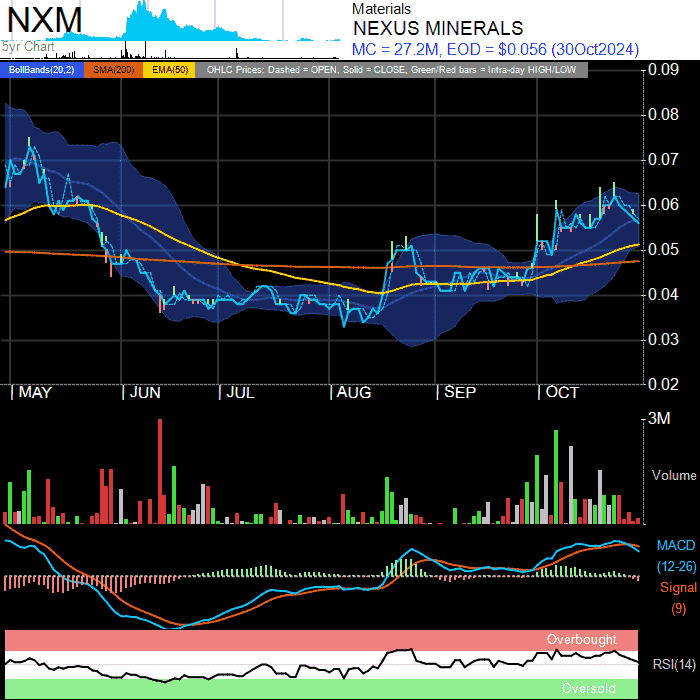 NXM
5yr Chart
Materials
NEXUS MINERALS
MC = 27.2M, EOD = $0.056 (30Oct2024)
BollBands(20,2) SMA(200) EMA(50) OHLC Prices: Dashed = OPEN, Solid = CLOSE, Green/Red bars = Intra-day HIGH/LOW
0.09
0.08
0.07
0.06
0.05
0.04
0.03
0.02
MAY JUN JUL AUG SEP OCT
3M
Volume
MACD
(12-26)
Signal
(9)
Overbought
RSI(14)
Oversold